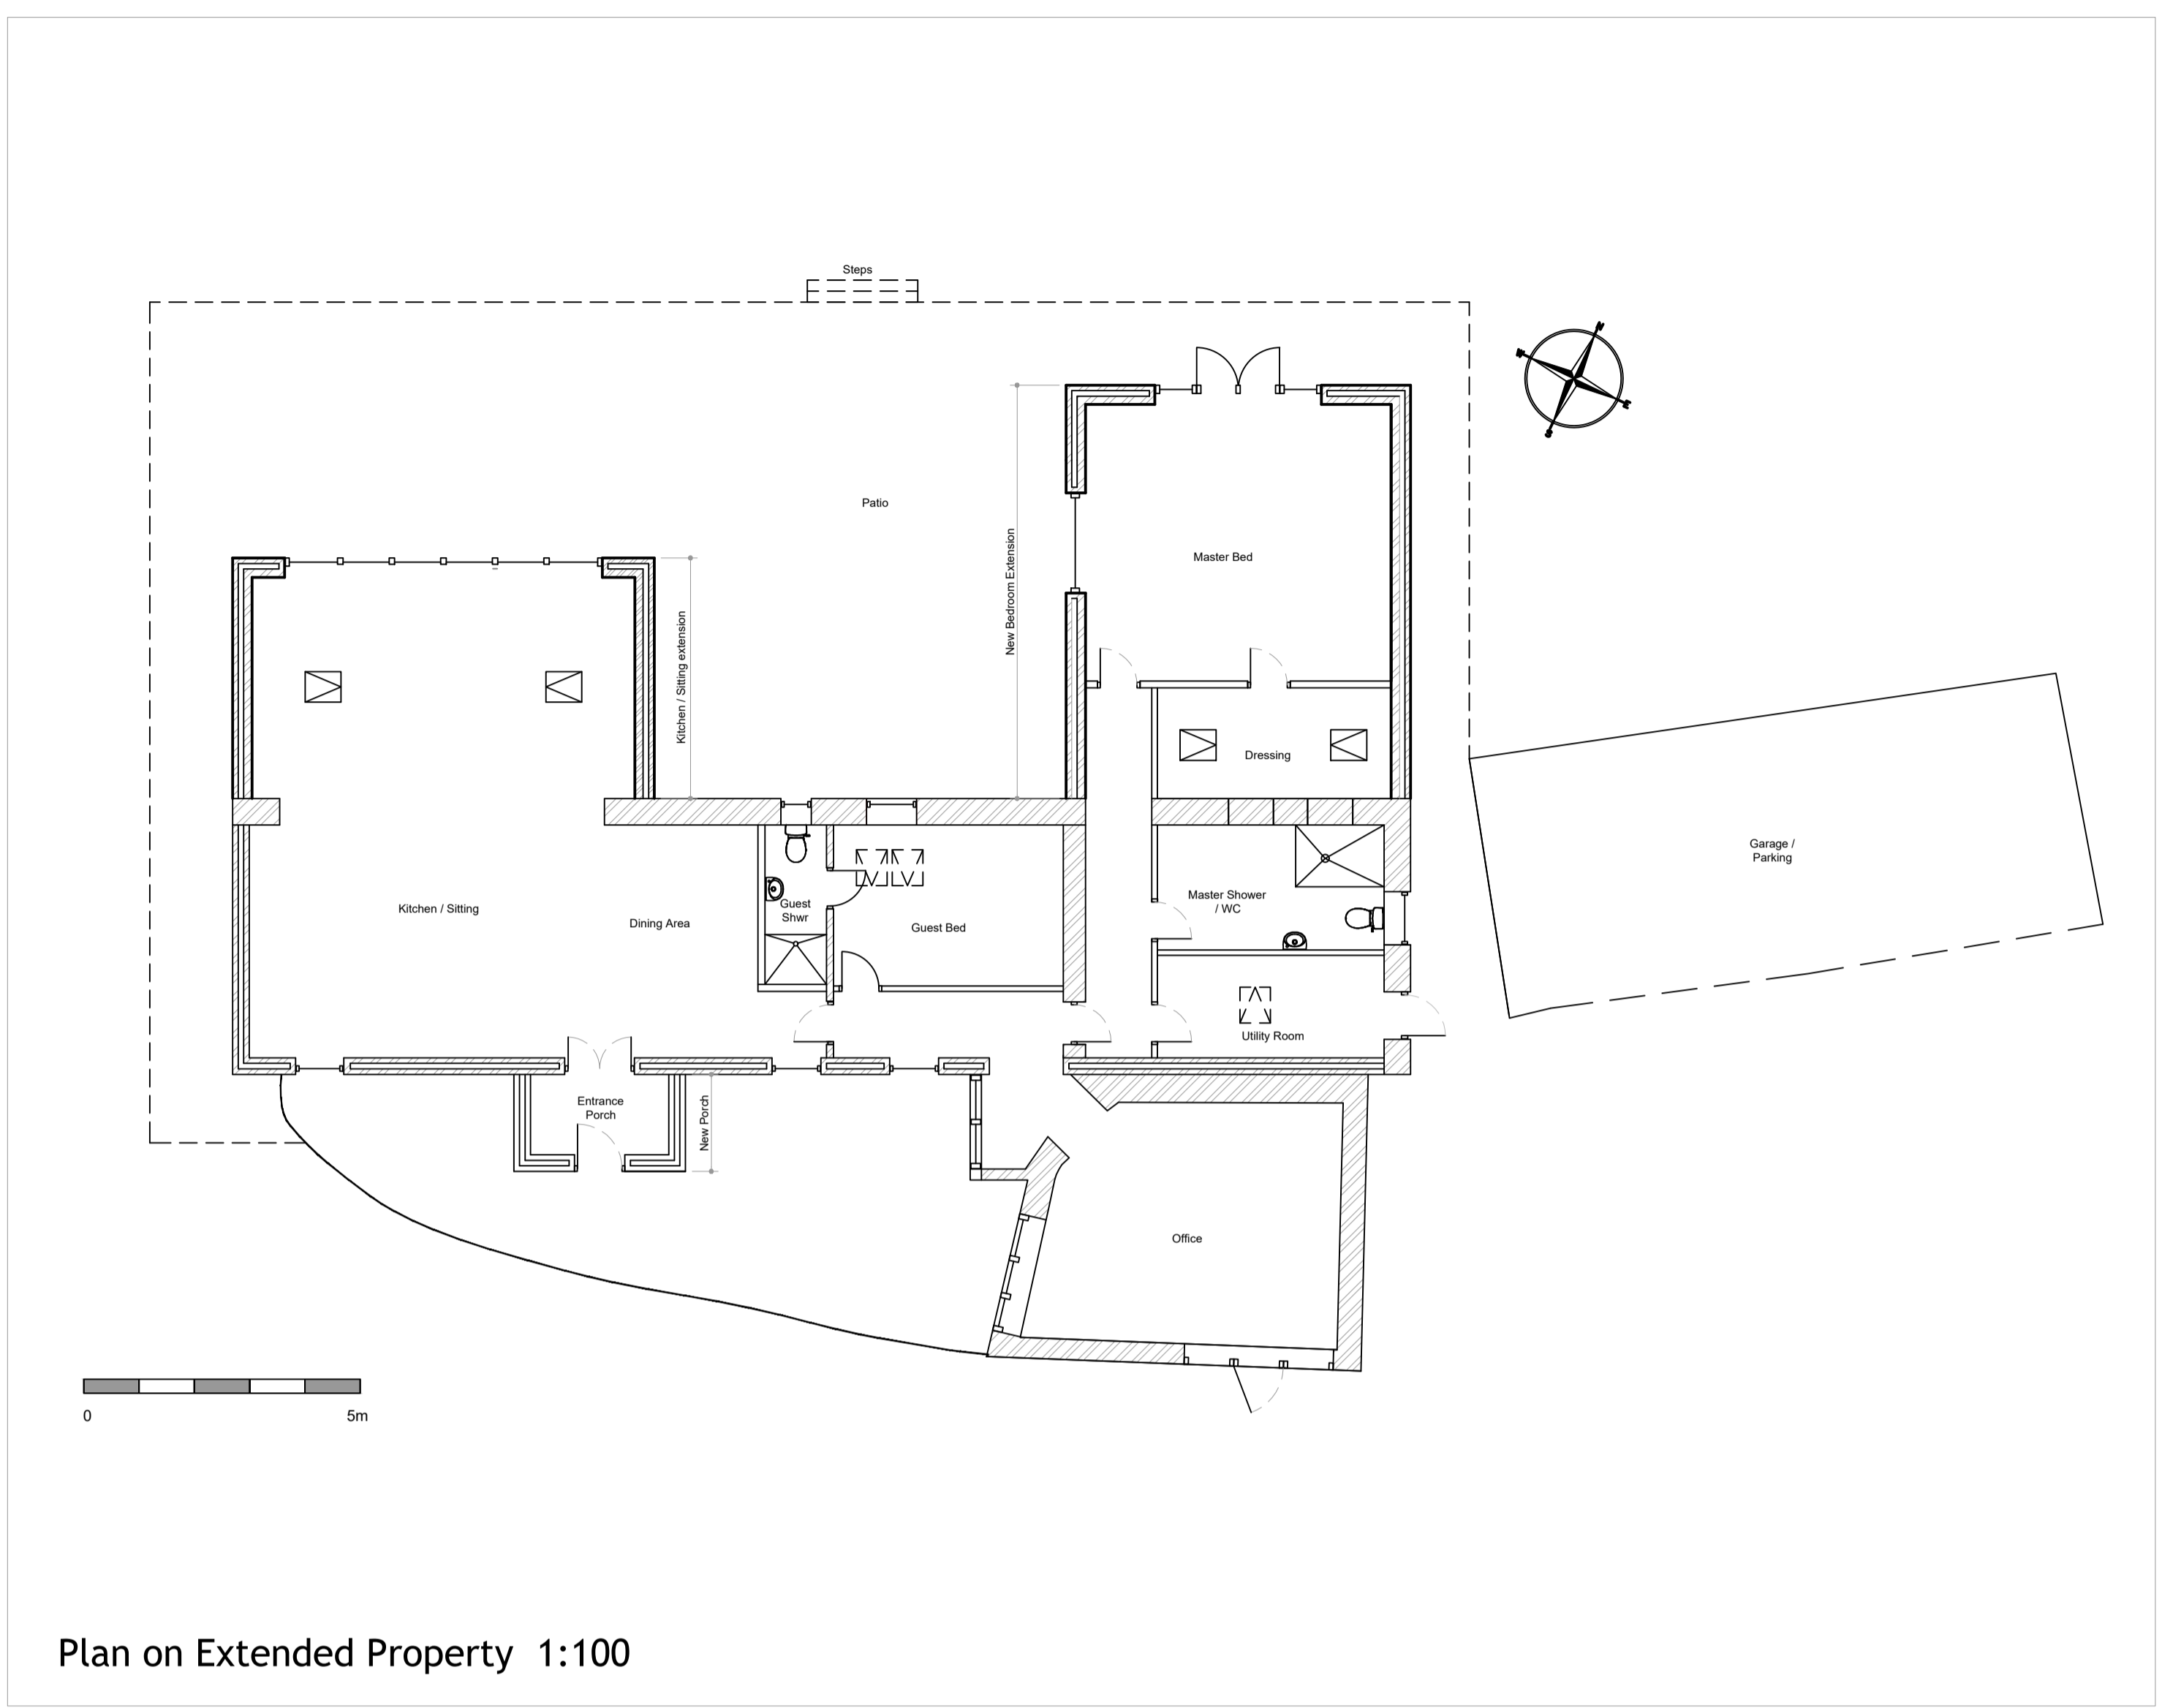 Steps
N
S
Patio
New Bedroom Extension
Master Bed
Kitchen / Sitting extension
Dressing
Garage /
Parking
Kitchen / Sitting
Dining Area
Guest
Shwr
Guest Bed
Master Shower
/ WC
Utility Room
Entrance
Porch
New Porch
Office
0
5m
Plan on Extended Property 1:100